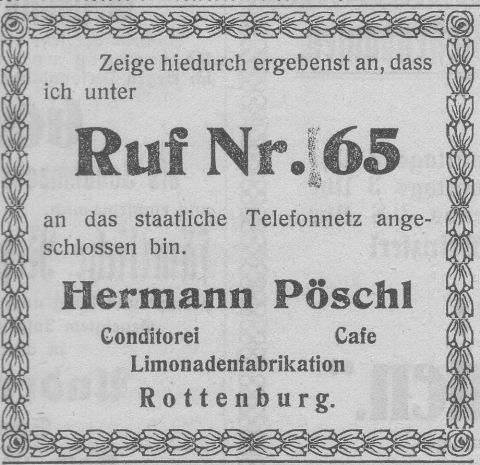 Zeige hiedurch ergebenst an, dass
ich unter
Ruf Nr. 65
an das staatliche Telefonnetz ange-
schlossen bin.
Hermann Pöschl
Conditorei Cafe
Limonadenfabrikation
Rottenburg.